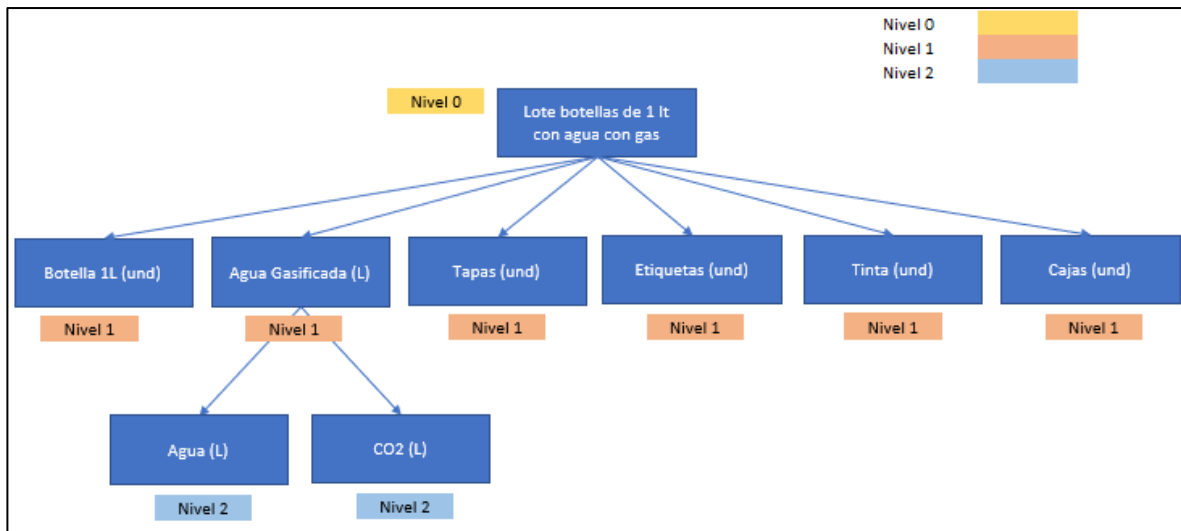 Nivel 0
Nivel 1
Nivel 2
Nivel 0
Lote botellas de 1 lt
con agua con gas
Botella 1L (und)
Agua Gasificada (L)
Tapas (und)
Etiquetas (und)
Tinta (und)
Cajas (und)
Nivel 1
Nivel 1
Nivel 1
Nivel 1
Nivel 1
Nivel 1
Agua (L)
CO2 (L)
Nivel 2
Nivel 2